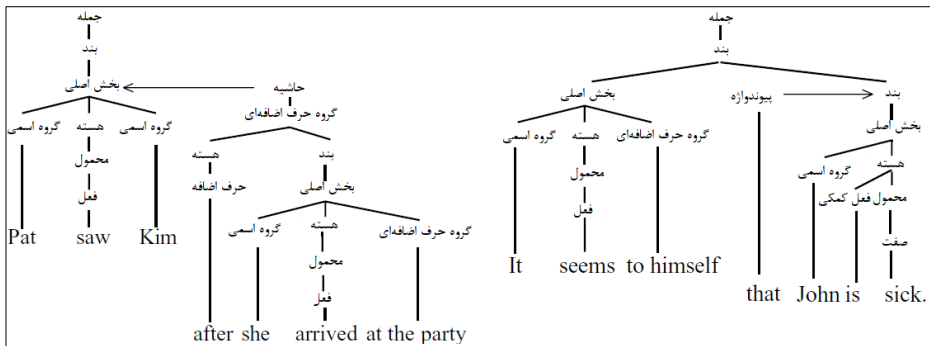 جمله
بند
بخش اصلی
حاشیه
گروه حرف اضافه‌ای
گروه اسمی هسته گروه اسمی
محمول
فعل
هسته بند
حرف اضافه بخش اصلی
گروه اسمی هسته گروه حرف اضافه‌ای
محمول
فعل
Pat saw Kim
after she arrived at the party
جمله
بند
بخش اصلی پیوندواژه بند
گروه اسمی هسته گروه حرف اضافه‌ای
محمول
فعل
بخش اصلی
گروه اسمی هسته
فعل کمکی محمول
صفت
It seems to himself
that John is sick.